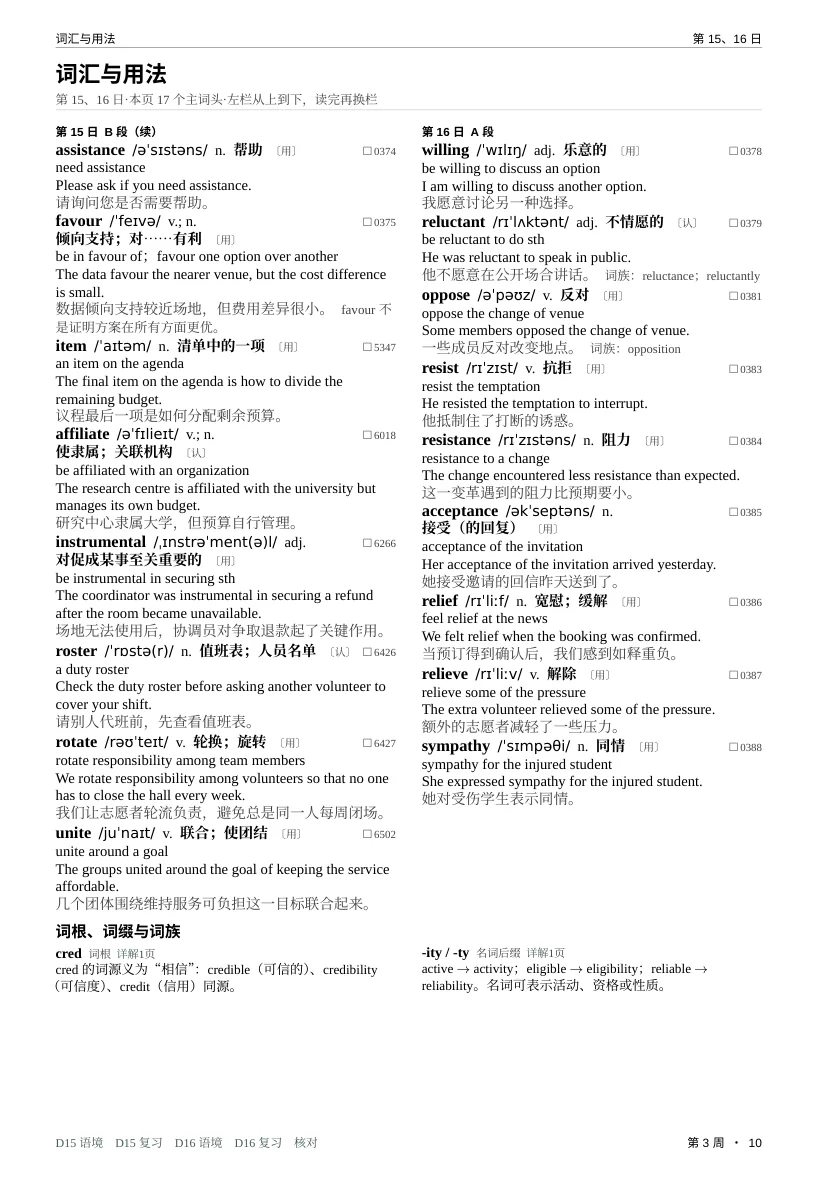 词汇与用法 第 15、16 日
词汇与用法
第 15、16 日·本页 17 个主词头·左栏从上到下，读完再换栏
第 15 日 B 段（续）
assistance /əˈsɪstəns/ n. 帮助 〔用〕 □0374
need assistance
Please ask if you need assistance.
请询问您是否需要帮助。
favour /ˈfeɪvə/ v.; n. □0375
倾向支持；对……有利 〔用〕
be in favour of；favour one option over another
The data favour the nearer venue, but the cost difference
is small.
数据倾向支持较近场地，但费用差异很小。 favour 不
是证明方案在所有方面更优。
item /ˈaɪtəm/ n. 清单中的一项 〔用〕 □5347
an item on the agenda
The final item on the agenda is how to divide the
remaining budget.
议程最后一项是如何分配剩余预算。
affiliate /əˈfɪlieɪt/ v.; n. □6018
使隶属；关联机构 〔认〕
be affiliated with an organization
The research centre is affiliated with the university but
manages its own budget.
研究中心隶属大学，但预算自行管理。
instrumental /ˌɪnstrəˈment(ə)l/ adj. □6266
对促成某事至关重要的 〔用〕
be instrumental in securing sth
The coordinator was instrumental in securing a refund
after the room became unavailable.
场地无法使用后，协调员对争取退款起了关键作用。
roster /ˈrɒstə(r)/ n. 值班表；人员名单 〔认〕 □6426
a duty roster
Check the duty roster before asking another volunteer to
cover your shift.
请别人代班前，先查看值班表。
rotate /rəʊˈteɪt/ v. 轮换；旋转 〔用〕 □6427
rotate responsibility among team members
We rotate responsibility among volunteers so that no one
has to close the hall every week.
我们让志愿者轮流负责，避免总是同一人每周闭场。
unite /juˈnaɪt/ v. 联合；使团结 〔用〕 □6502
unite around a goal
The groups united around the goal of keeping the service
affordable.
几个团体围绕维持服务可负担这一目标联合起来。
第 16 日 A 段
willing /ˈwɪlɪŋ/ adj. 乐意的 〔用〕 □0378
be willing to discuss an option
I am willing to discuss another option.
我愿意讨论另一种选择。
reluctant /rɪˈlʌktənt/ adj. 不情愿的 〔认〕 □0379
be reluctant to do sth
He was reluctant to speak in public.
他不愿意在公开场合讲话。 词族：reluctance；reluctantly
oppose /əˈpəʊz/ v. 反对 〔用〕 □0381
oppose the change of venue
Some members opposed the change of venue.
一些成员反对改变地点。 词族：opposition
resist /rɪˈzɪst/ v. 抗拒 〔用〕 □0383
resist the temptation
He resisted the temptation to interrupt.
他抵制住了打断的诱惑。
resistance /rɪˈzɪstəns/ n. 阻力 〔用〕 □0384
resistance to a change
The change encountered less resistance than expected.
这一变革遇到的阻力比预期要小。
acceptance /əkˈseptəns/ n. □0385
接受（的回复） 〔用〕
acceptance of the invitation
Her acceptance of the invitation arrived yesterday.
她接受邀请的回信昨天送到了。
relief /rɪˈliːf/ n. 宽慰；缓解 〔用〕 □0386
feel relief at the news
We felt relief when the booking was confirmed.
当预订得到确认后，我们感到如释重负。
relieve /rɪˈliːv/ v. 解除 〔用〕 □0387
relieve some of the pressure
The extra volunteer relieved some of the pressure.
额外的志愿者减轻了一些压力。
sympathy /ˈsɪmpəθi/ n. 同情 〔用〕 □0388
sympathy for the injured student
She expressed sympathy for the injured student.
她对受伤学生表示同情。
词根、词缀与词族
cred 词根 详解1页
cred 的词源义为“相信”：credible（可信的）、credibility
（可信度）、credit（信用）同源。
-ity / -ty 名词后缀 详解1页
active → activity；eligible → eligibility；reliable →
reliability。名词可表示活动、资格或性质。
D15 语境 D15 复习 D16 语境 D16 复习 核对 第 3 周 · 10